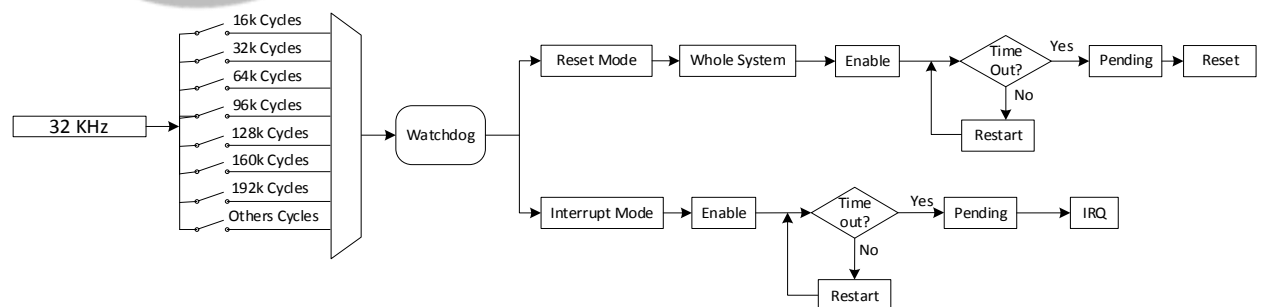 32 KHz
16k Cycles
32k Cycles
64k Cycles
96k Cycles
128k Cycles
160k Cycles
192k Cycles
Others Cycles
Watchdog
Reset Mode
Whole System
Enable
Time
Out?
Yes
Pending
Reset
No
Restart
Interrupt Mode
Enable
Time
out?
Yes
Pending
IRQ
No
Restart